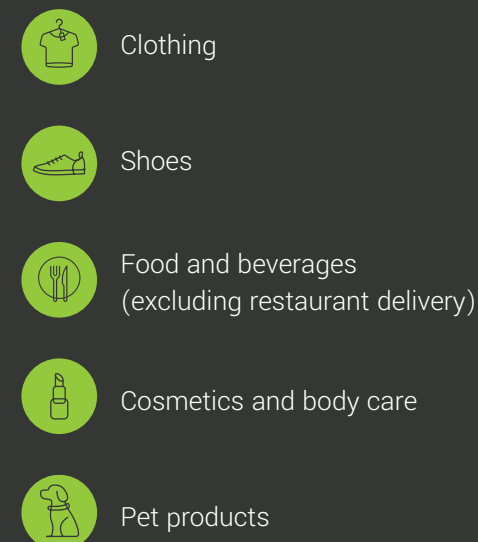 Clothing
Shoes
Food and beverages
(excluding restaurant delivery)
Cosmetics and body care
Pet products